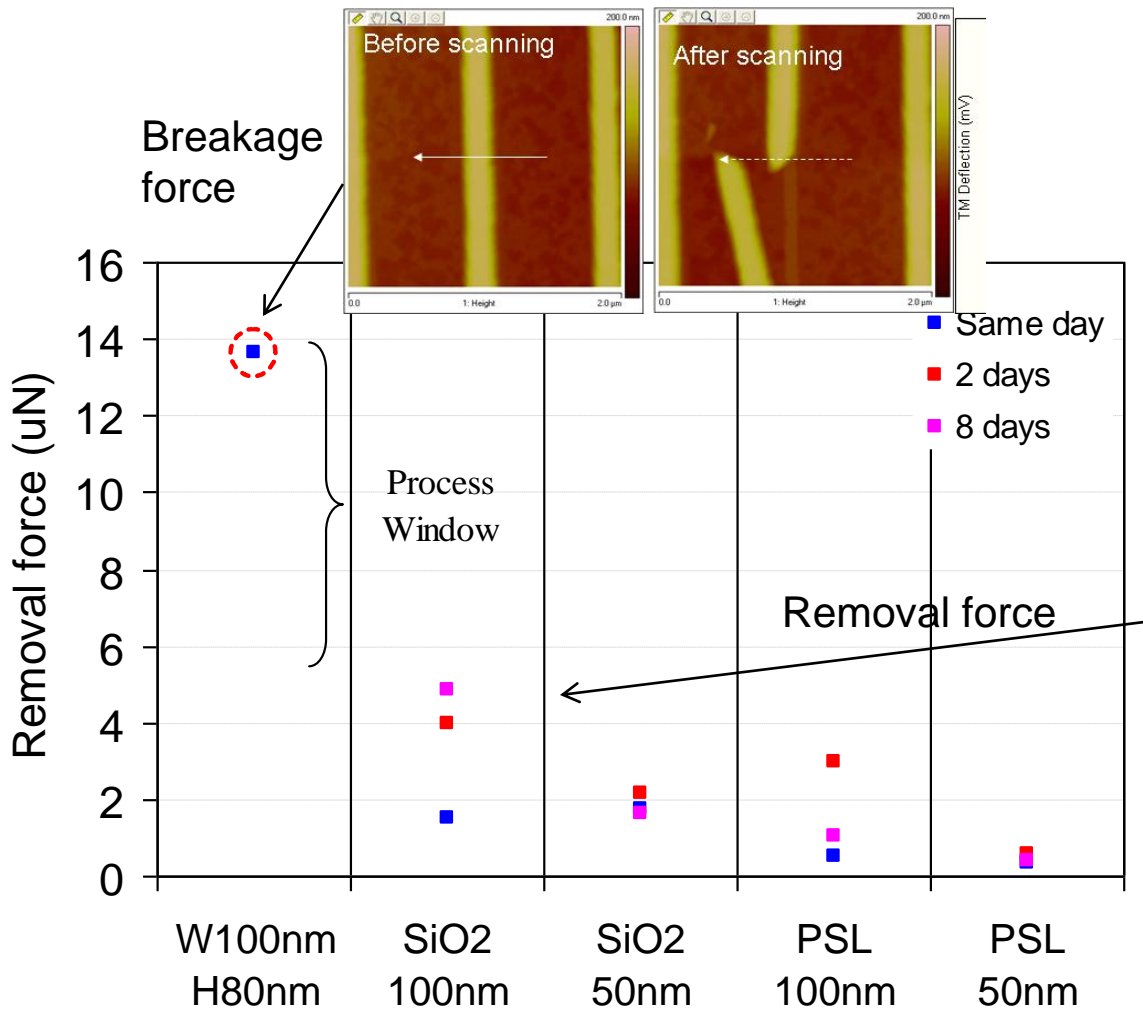 200.0 nm
Before scanning
0.0
1: Height
2.0 µm
200.0 nm
After scanning
0.0
1: Height
2.0 µm
TM Deflection (mV)
Breakage
force
Removal force (uN)
16
14
12
10
8
6
4
2
0
Same day
2 days
8 days
Process
Window
Removal force
W100nm
H80nm
SiO2
100nm
SiO2
50nm
PSL
100nm
PSL
50nm